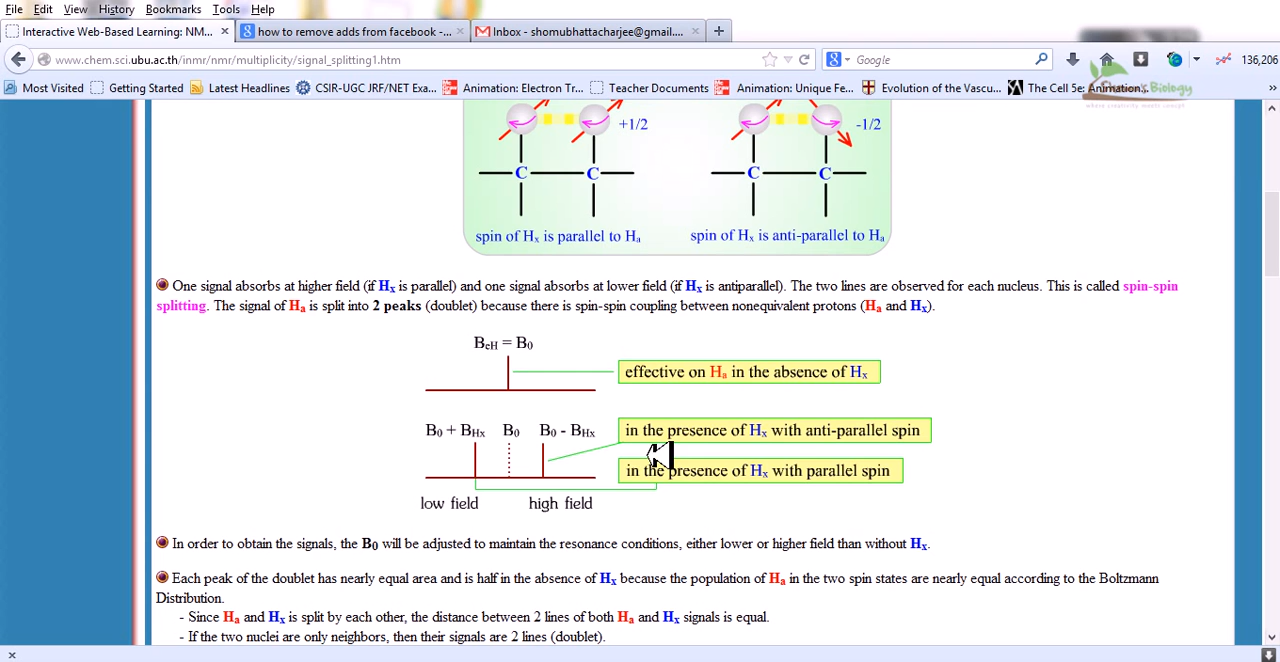 File Edit View History Bookmarks Tools Help
Interactive Web-Based Learning: NM... × how to remove adds from facebook -... × Inbox - shomubhattacharjee@gmail.... × +
www.chem.sci.ubu.ac.th/inmr/nmr/multiplicity/signal_splitting1.htm Google 136,206
Most Visited Getting Started Latest Headlines CSIR-UGC JRF/NET Exa... Animation: Electron Tr... Teacher Documents Animation: Unique Fe... Evolution of the Vascu... The Cell 5e: Animation... »
+1/2 -1/2
C C C C
spin of Hx is parallel to Ha spin of Hx is anti-parallel to Ha
One signal absorbs at higher field (if Hx is parallel) and one signal absorbs at lower field (if Hx is antiparallel). The two lines are observed for each nucleus. This is called spin-spin
splitting. The signal of Ha is split into 2 peaks (doublet) because there is spin-spin coupling between nonequivalent protons (Ha and Hx).
BeH = B0
effective on Ha in the absence of Hx
B0 + BHx B0 B0 - BHx in the presence of Hx with anti-parallel spin
in the presence of Hx with parallel spin
low field high field
In order to obtain the signals, the B0 will be adjusted to maintain the resonance conditions, either lower or higher field than without Hx.
Each peak of the doublet has nearly equal area and is half in the absence of Hx because the population of Ha in the two spin states are nearly equal according to the Boltzmann
Distribution.
- Since Ha and Hx is split by each other, the distance between 2 lines of both Ha and Hx signals is equal.
- If the two nuclei are only neighbors, then their signals are 2 lines (doublet).